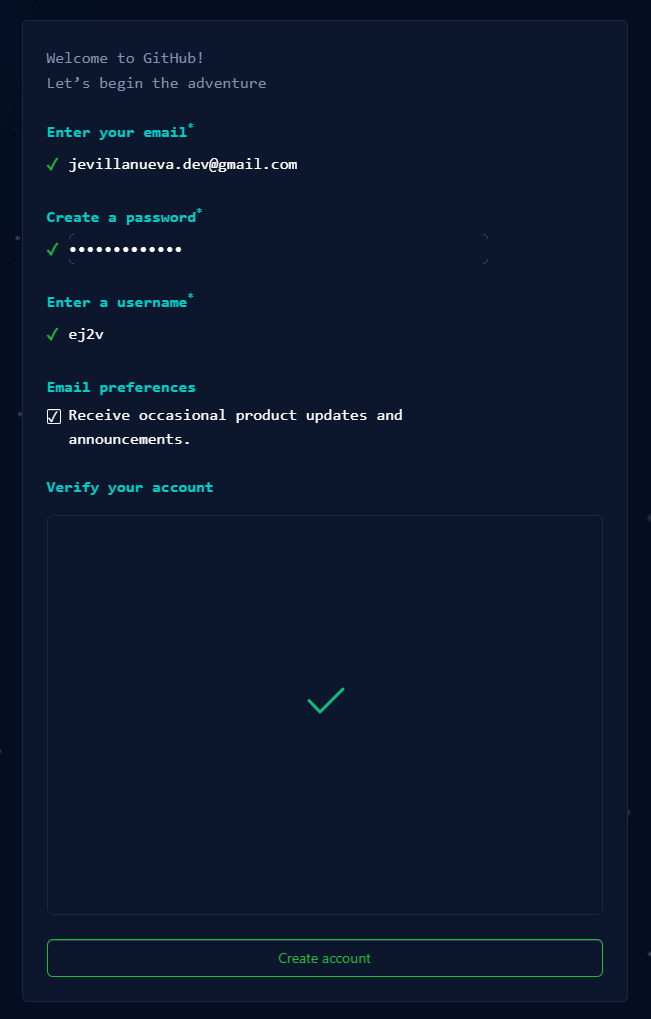 Welcome to GitHub!
Let’s begin the adventure
Enter your email*
✓ jevillanueva.dev@gmail.com
Create a password*
✓ •••••••••••••
Enter a username*
✓ ej2v
Email preferences
Receive occasional product updates and
announcements.
Verify your account
Create account